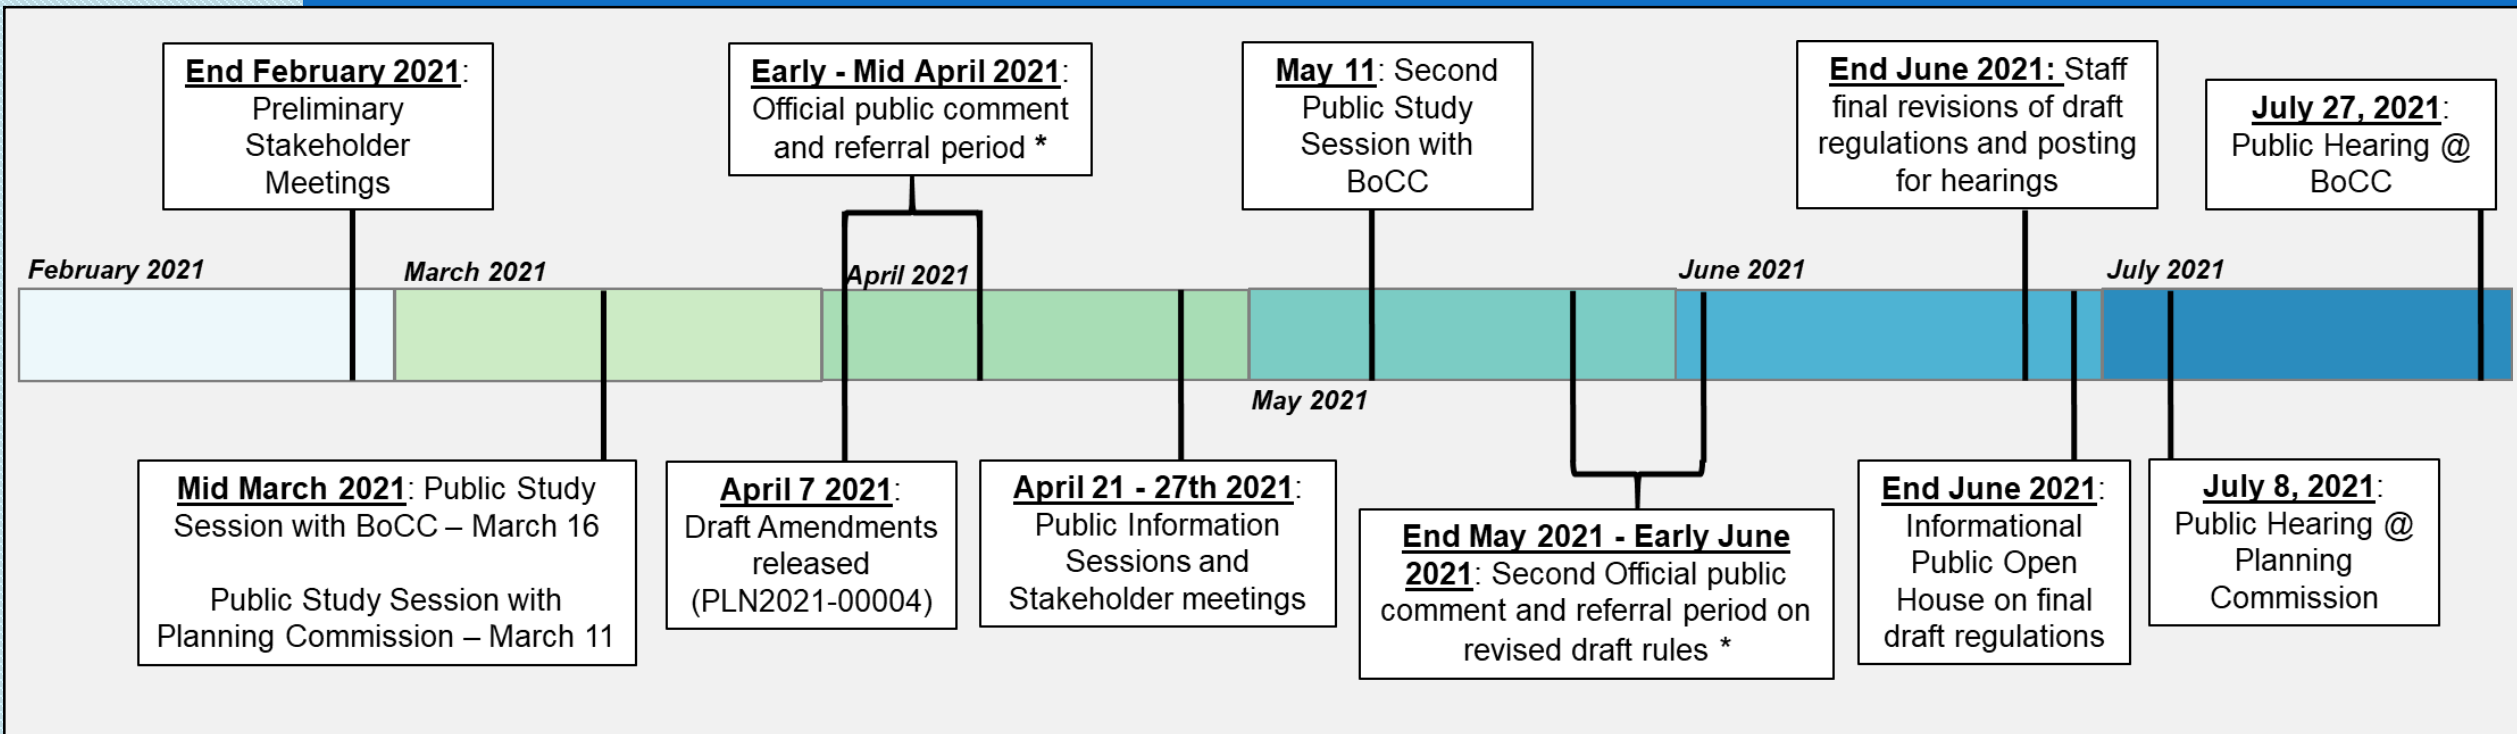 End February 2021:
Preliminary
Stakeholder
Meetings
Early - Mid April 2021:
Official public comment
and referral period *
May 11: Second
Public Study
Session with
BoCC
End June 2021: Staff
final revisions of draft
regulations and posting
for hearings
July 27, 2021:
Public Hearing @
BoCC
February 2021
March 2021
April 2021
May 2021
June 2021
July 2021
Mid March 2021: Public Study
Session with BoCC – March 16
Public Study Session with
Planning Commission – March 11
April 7 2021:
Draft Amendments
released
(PLN2021-00004)
April 21 - 27th 2021:
Public Information
Sessions and
Stakeholder meetings
End May 2021 - Early June
2021: Second Official public
comment and referral period on
revised draft rules *
End June 2021:
Informational
Public Open
House on final
draft regulations
July 8, 2021:
Public Hearing @
Planning
Commission